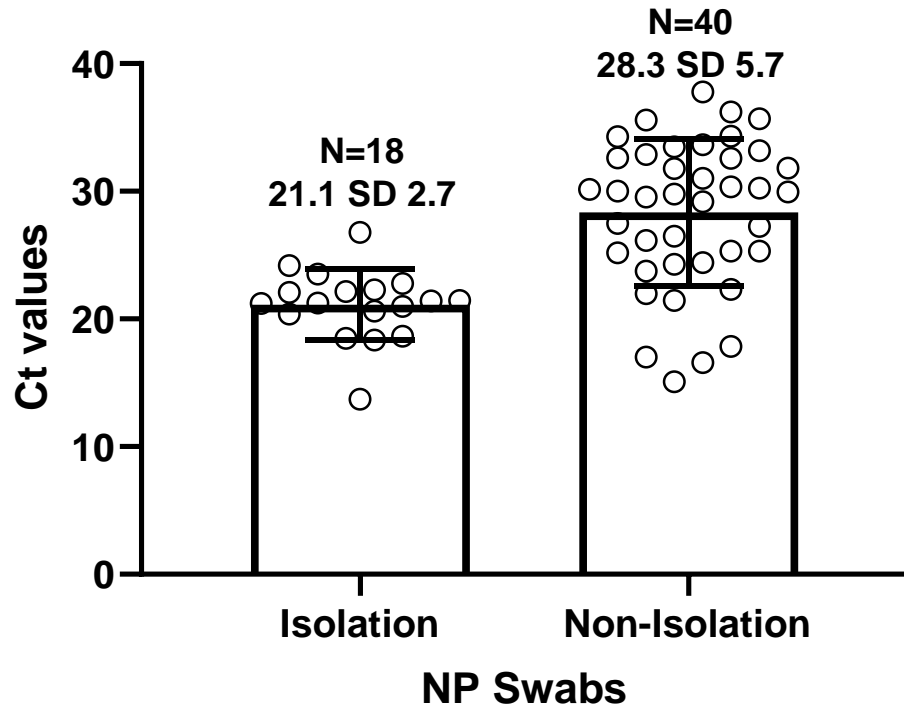 N=40
28.3 SD 5.7
N=18
21.1 SD 2.7
40
30
20
10
0
Ct values
Isolation
Non-Isolation
NP Swabs